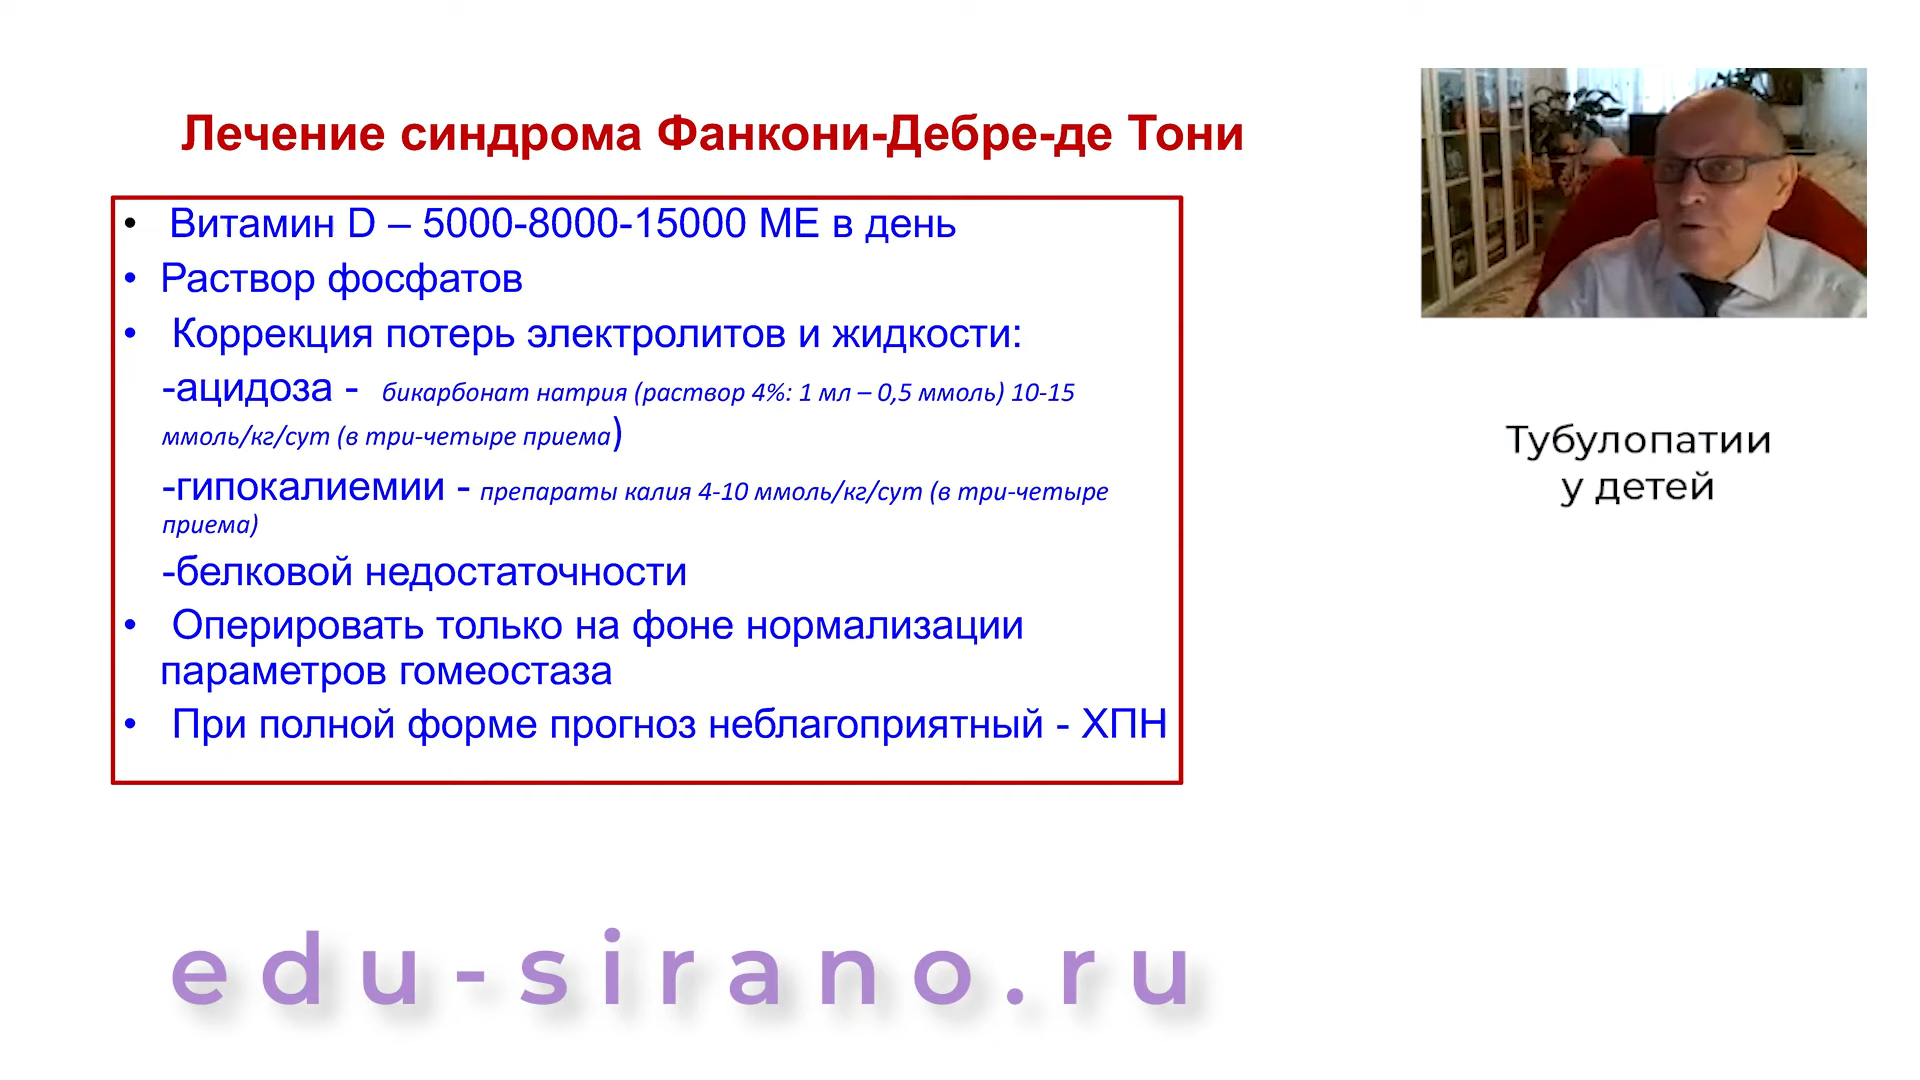 Лечение синдрома Фанкони-Дебре-де Тони
• Витамин D – 5000-8000-15000 МЕ в день
• Раствор фосфатов
• Коррекция потерь электролитов и жидкости:
-ацидоза - бикарбонат натрия (раствор 4%: 1 мл – 0,5 ммоль) 10-15
ммоль/кг/сут (в три-четыре приема)
-гипокалиемии - препараты калия 4-10 ммоль/кг/сут (в три-четыре
приема)
-белковой недостаточности
• Оперировать только на фоне нормализации
параметров гомеостаза
• При полной форме прогноз неблагоприятный - ХПН
Тубулопатии
у детей
edu-sirano.ru